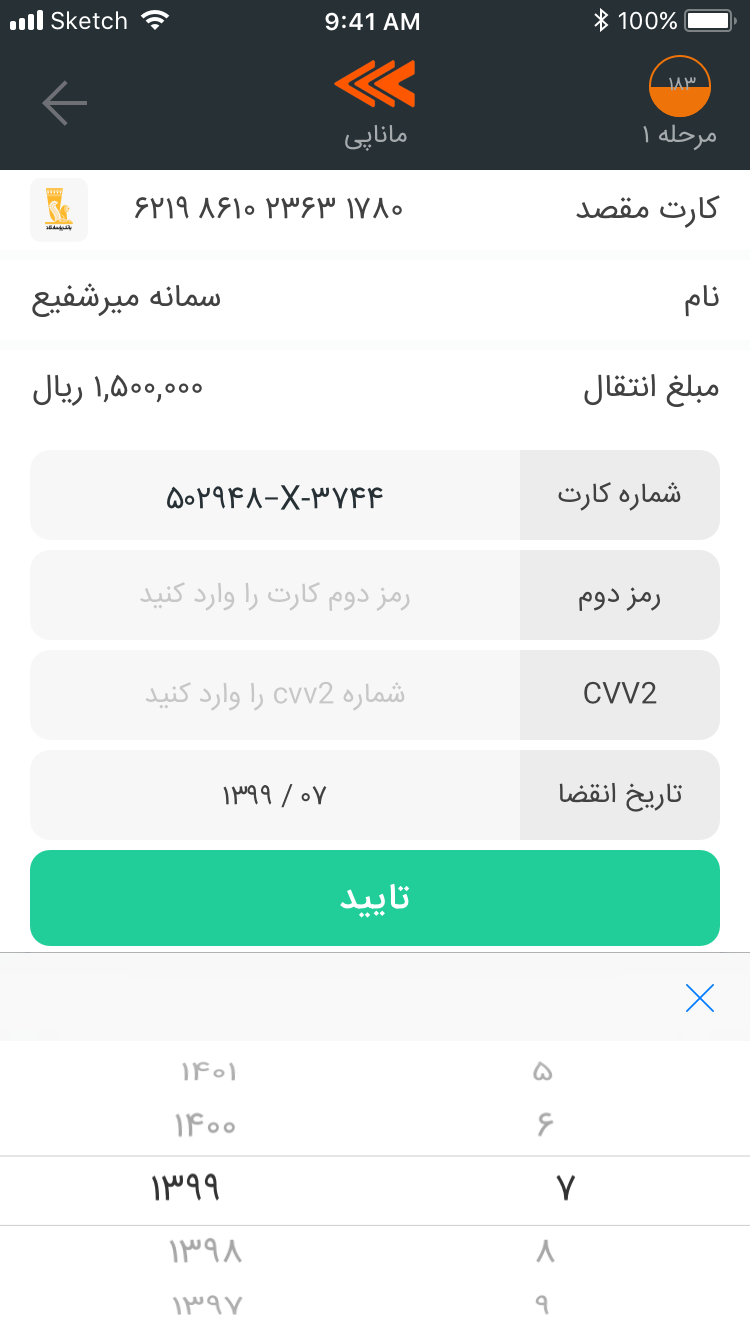 Sketch 9:41 AM 100%
۱۸۳
مرحله ۱
ماناپی
کارت مقصد ۶۲۱۹ ۸۶۱۰ ۲۳۶۳ ۱۷۸۰
نام سمانه میرشفیع
مبلغ انتقال ۱,۵۰۰,۰۰۰ ریال
شماره کارت ۵۰۲۹۴۸-X-۳۷۴۴
رمز دوم رمز دوم کارت را وارد کنید
CVV2 شماره cvv2 را وارد کنید
تاریخ انقضا ۱۳۹۹ / ۰۷
تایید
۵ ۱۴۰۱
۶ ۱۴۰۰
۷ ۱۳۹۹
۸ ۱۳۹۸
۹ ۱۳۹۷